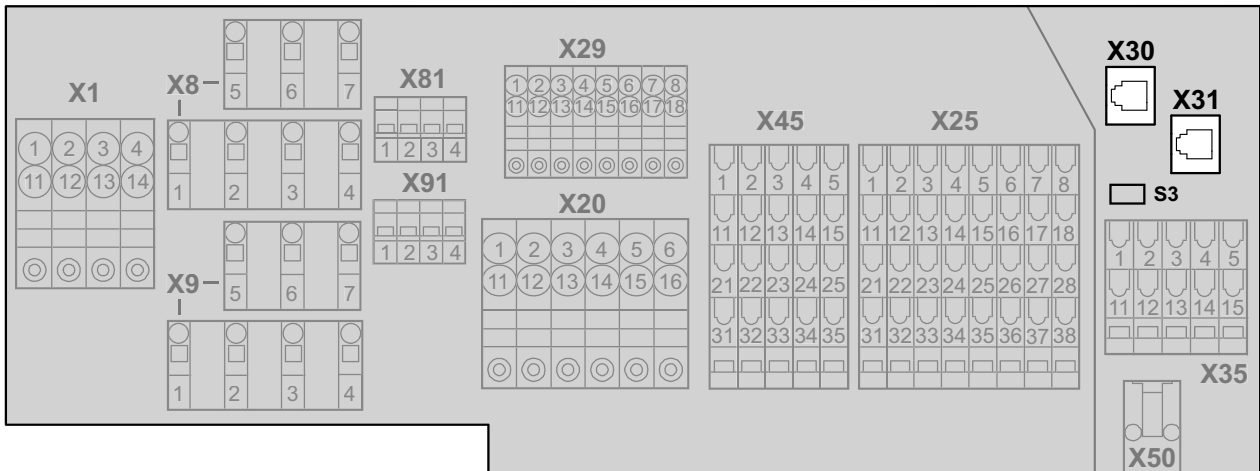 X1
1 2 3 4
11 12 13 14
X8
5 6 7
1 2 3 4
X9
5 6 7
1 2 3 4
X81
1 2 3 4
X91
1 2 3 4
X29
1 2 3 4 5 6 7 8
11 12 13 14 15 16 17 18
X20
1 2 3 4 5 6
11 12 13 14 15 16
X45
1 2 3 4 5
11 12 13 14 15
21 22 23 24 25
31 32 33 34 35
X25
1 2 3 4 5 6 7 8
11 12 13 14 15 16 17 18
21 22 23 24 25 26 27 28
31 32 33 34 35 36 37 38
X30
X31
S3
1 2 3 4 5
11 12 13 14 15
X35
X50